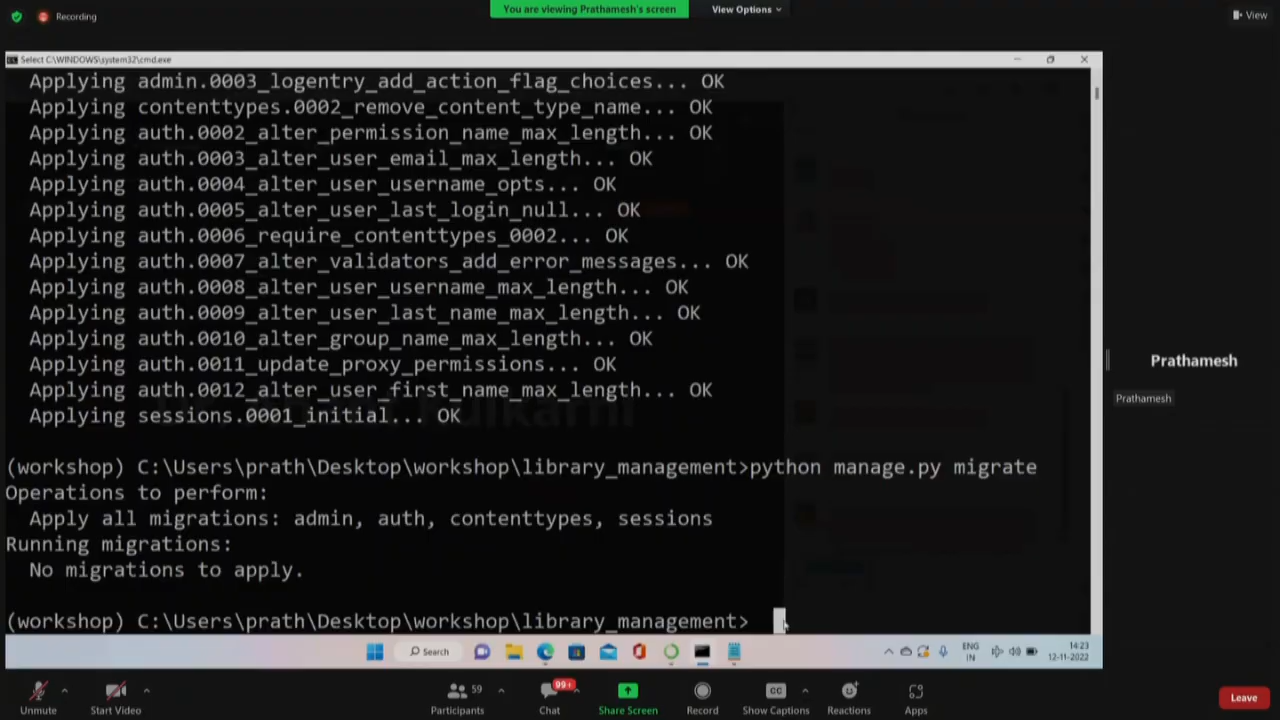 Recording
You are viewing Prathamesh's screen
View Options
View
Select C:\WINDOWS\system32\cmd.exe
Applying admin.0003_logentry_add_action_flag_choices... OK
Applying contenttypes.0002_remove_content_type_name... OK
Applying auth.0002_alter_permission_name_max_length... OK
Applying auth.0003_alter_user_email_max_length... OK
Applying auth.0004_alter_user_username_opts... OK
Applying auth.0005_alter_user_last_login_null... OK
Applying auth.0006_require_contenttypes_0002... OK
Applying auth.0007_alter_validators_add_error_messages... OK
Applying auth.0008_alter_user_username_max_length... OK
Applying auth.0009_alter_user_last_name_max_length... OK
Applying auth.0010_alter_group_name_max_length... OK
Applying auth.0011_update_proxy_permissions... OK
Applying auth.0012_alter_user_first_name_max_length... OK
Applying sessions.0001_initial... OK
(workshop) C:\Users\prath\Desktop\workshop\library_management>python manage.py migrate
Operations to perform:
Apply all migrations: admin, auth, contenttypes, sessions
Running migrations:
No migrations to apply.
(workshop) C:\Users\prath\Desktop\workshop\library_management>
Prathamesh
Prathamesh
Search
ENG
IN
14:23
12-11-2022
Unmute
Start Video
59
Participants
99+
Chat
Share Screen
Record
CC
Show Captions
Reactions
Apps
Leave